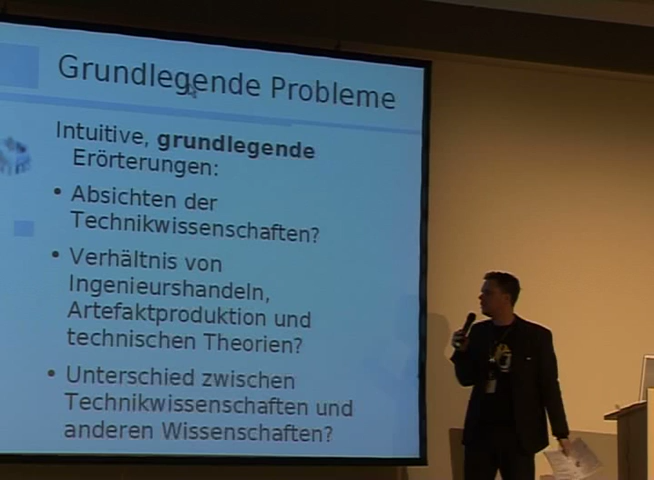 Grundlegende Probleme
Intuitive, grundlegende
Erörterungen:
• Absichten der
Technikwissenschaften?
• Verhältnis von
Ingenieurshandeln,
Artefaktproduktion und
technischen Theorien?
• Unterschied zwischen
Technikwissenschaften und
anderen Wissenschaften?